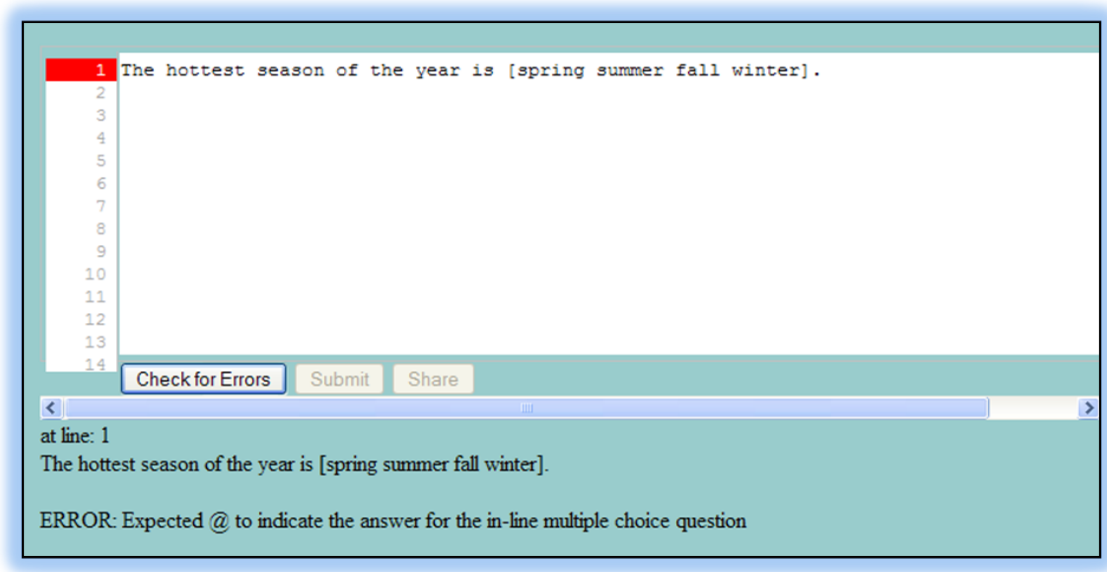 1 The hottest season of the year is [spring summer fall winter].
2
3
4
5
6
7
8
9
10
11
12
13
14
Check for Errors Submit Share
at line: 1
The hottest season of the year is [spring summer fall winter].
ERROR: Expected @ to indicate the answer for the in-line multiple choice question